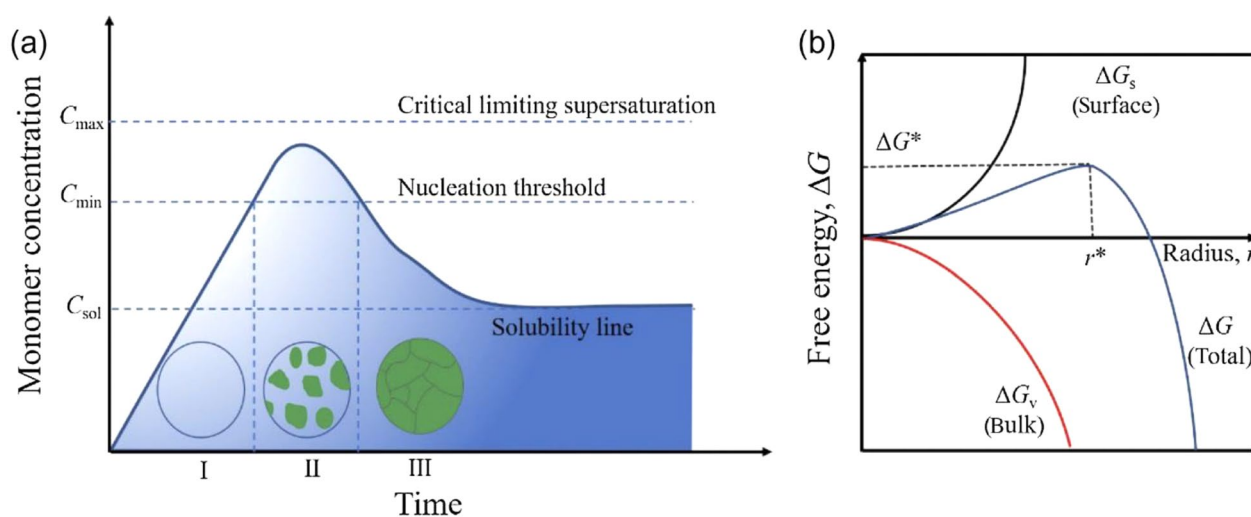 (a)
Monomer concentration
C_max
Critical limiting supersaturation
C_min
Nucleation threshold
C_sol
Solubility line
I
II
III
Time
(b)
Free energy, ΔG
ΔG_s
(Surface)
ΔG*
r*
Radius, r
ΔG
(Total)
ΔG_v
(Bulk)